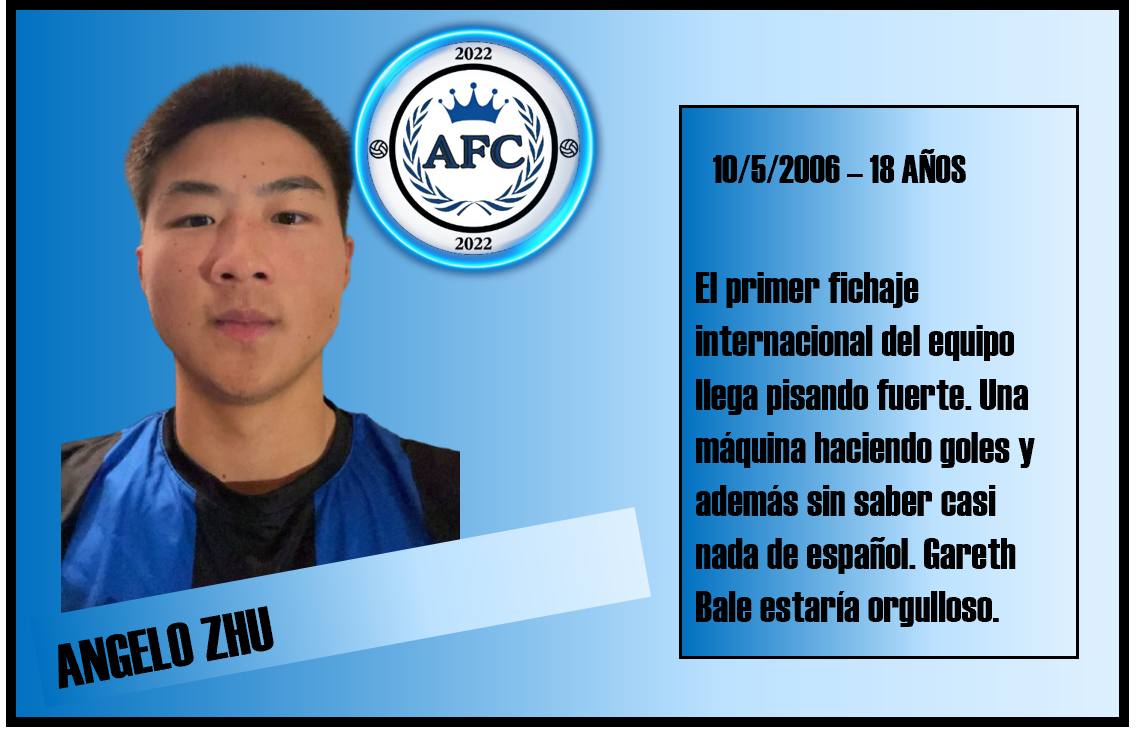 2022
AFC
2022
10/5/2006 – 18 AÑOS
El primer fichaje
internacional del equipo
llega pisando fuerte. Una
máquina haciendo goles y
además sin saber casi
nada de español. Gareth
Bale estaría orgulloso.
ANGELO ZHU